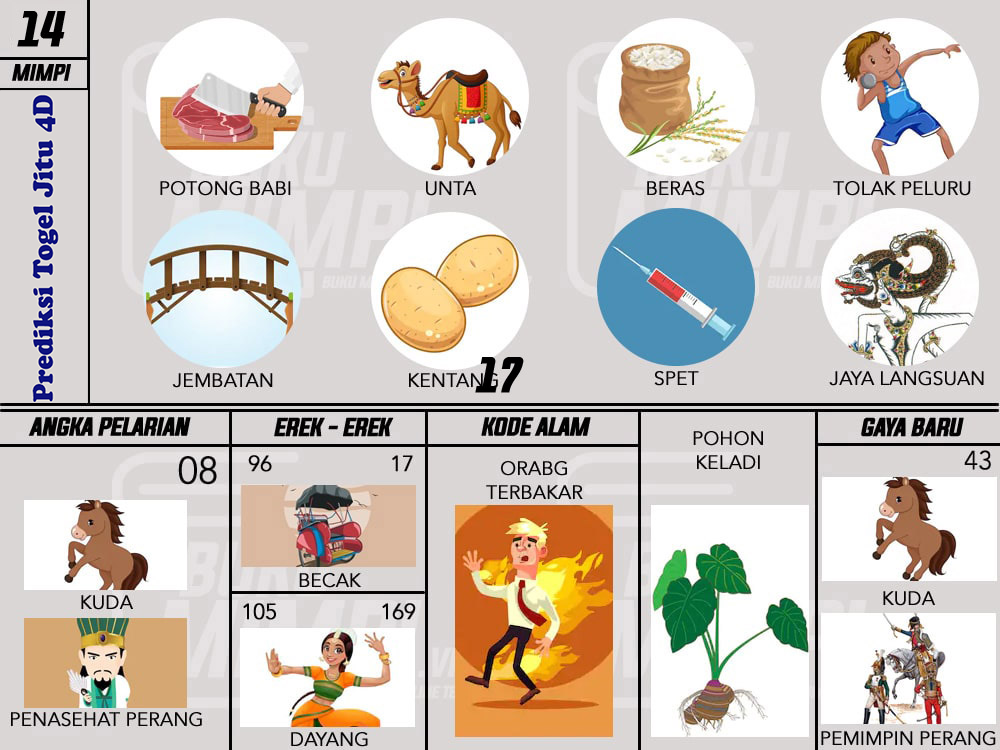 14
MIMPI
Prediksi Togel Jitu 4D
POTONG BABI
UNTA
BERAS
TOLAK PELURU
JEMBATAN
KENTANG
17
SPET
JAYA LANGSUAN
ANGKA PELARIAN
08
KUDA
PENASEHAT PERANG
EREK - EREK
96 17
BECAK
105 169
DAYANG
KODE ALAM
ORABG
TERBAKAR
POHON
KELADI
GAYA BARU
43
KUDA
PEMIMPIN PERANG
BUKU
MIMPI